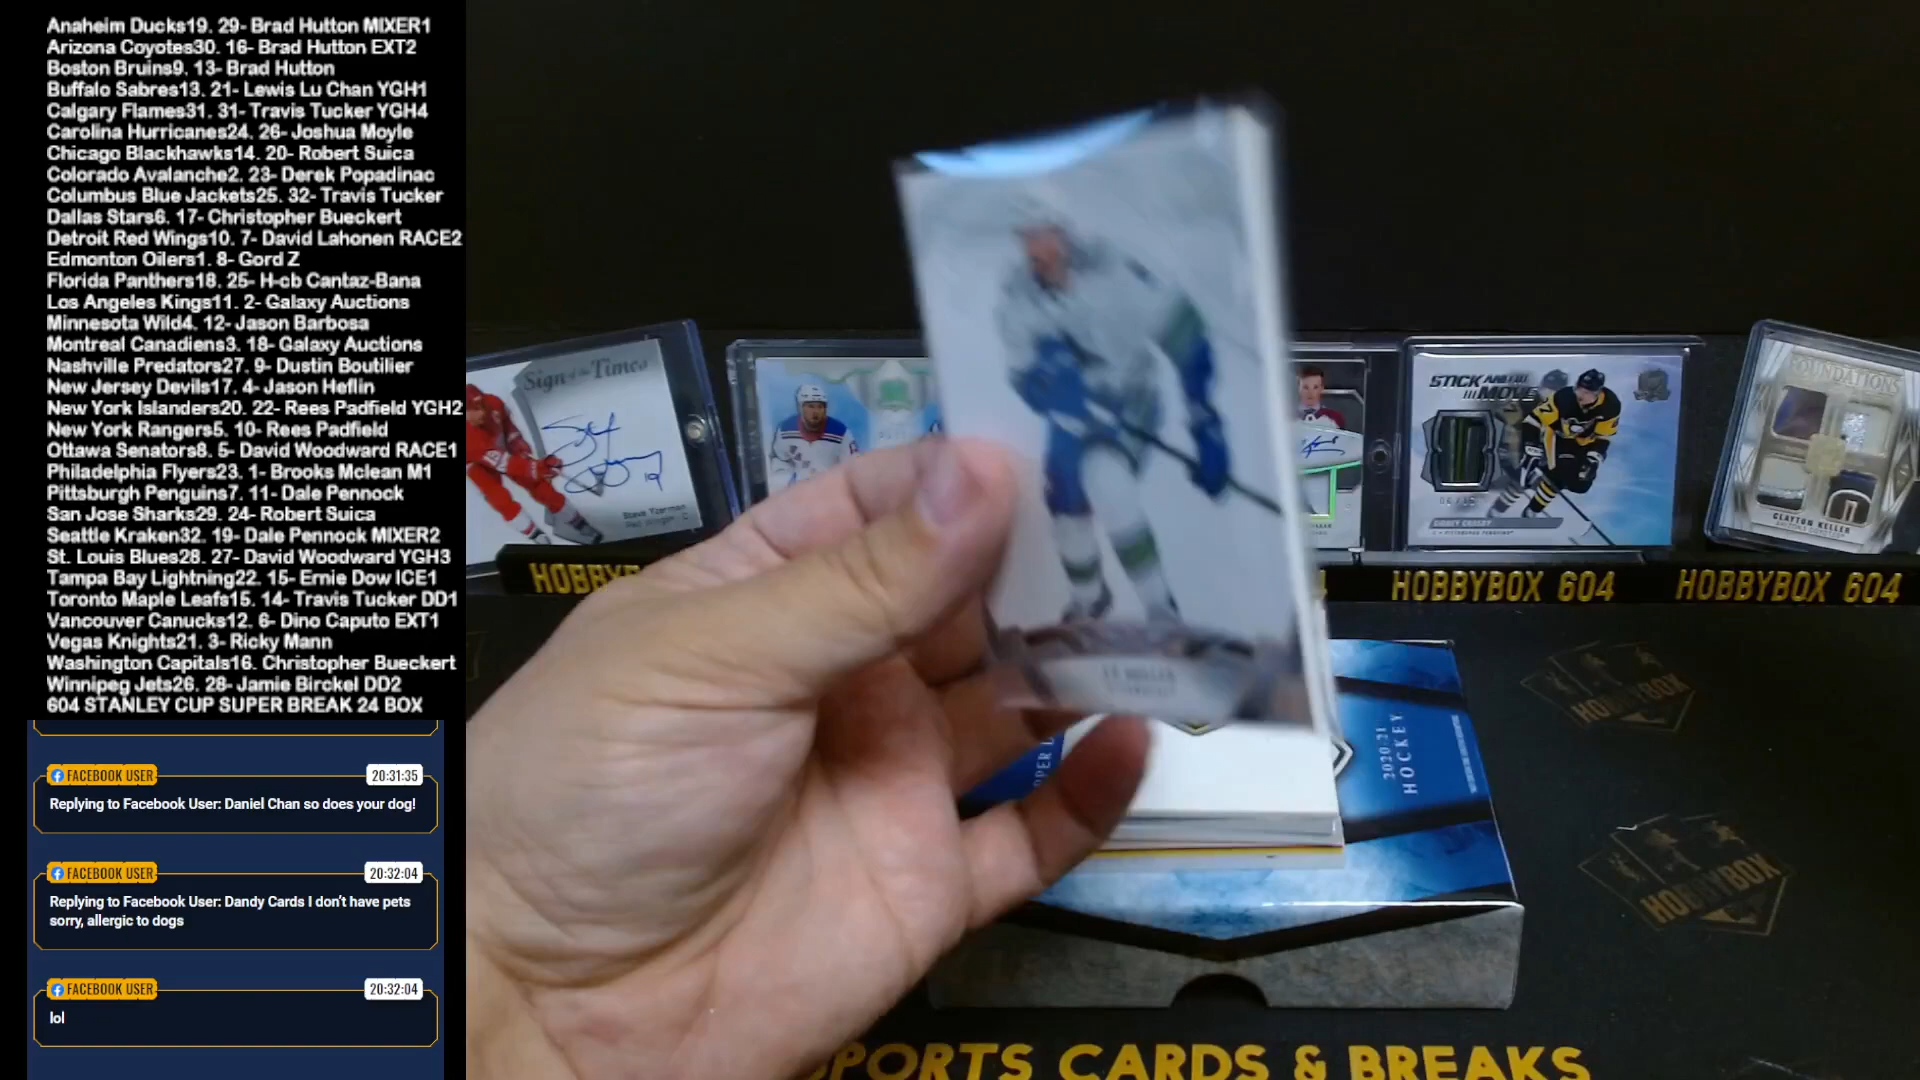 Anaheim Ducks19. 29- Brad Hutton MIXER1
Arizona Coyotes30. 16- Brad Hutton EXT2
Boston Bruins9. 13- Brad Hutton
Buffalo Sabres13. 21- Lewis Lu Chan YGH1
Calgary Flames31. 31- Travis Tucker YGH4
Carolina Hurricanes24. 26- Joshua Moyle
Chicago Blackhawks14. 20- Robert Suica
Colorado Avalanche2. 23- Derek Popadinac
Columbus Blue Jackets25. 32- Travis Tucker
Dallas Stars6. 17- Christopher Bueckert
Detroit Red Wings10. 7- David Lahonen RACE2
Edmonton Oilers1. 8- Gord Z
Florida Panthers18. 25- H-cb Cantaz-Bana
Los Angeles Kings11. 2- Galaxy Auctions
Minnesota Wild4. 12- Jason Barbosa
Montreal Canadiens3. 18- Galaxy Auctions
Nashville Predators27. 9- Dustin Boutilier
New Jersey Devils17. 4- Jason Heflin
New York Islanders20. 22- Rees Padfield YGH2
New York Rangers5. 10- Rees Padfield
Ottawa Senators8. 5- David Woodward RACE1
Philadelphia Flyers23. 1- Brooks Mclean M1
Pittsburgh Penguins7. 11- Dale Pennock
San Jose Sharks29. 24- Robert Suica
Seattle Kraken32. 19- Dale Pennock MIXER2
St. Louis Blues28. 27- David Woodward YGH3
Tampa Bay Lightning22. 15- Ernie Dow ICE1
Toronto Maple Leafs15. 14- Travis Tucker DD1
Vancouver Canucks12. 6- Dino Caputo EXT1
Vegas Knights21. 3- Ricky Mann
Washington Capitals16. Christopher Bueckert
Winnipeg Jets26. 28- Jamie Birckel DD2
604 STANLEY CUP SUPER BREAK 24 BOX
FACEBOOK USER 20:31:35
Replying to Facebook User: Daniel Chan so does your dog!
FACEBOOK USER 20:32:04
Replying to Facebook User: Dandy Cards I don't have pets
sorry, allergic to dogs
FACEBOOK USER 20:32:04
lol
Sign of the Times
Steve Yzerman
STICK AND MOVE
SIDNEY CROSBY
FOUNDATIONS
CLAYTON KELLER
HOBBYBOX 604
HOBBYBOX 604
J.T. MILLER
2020-21
HOCKEY
HOBBYBOX
HOBBYBOX
PORTS CARDS & BREAKS